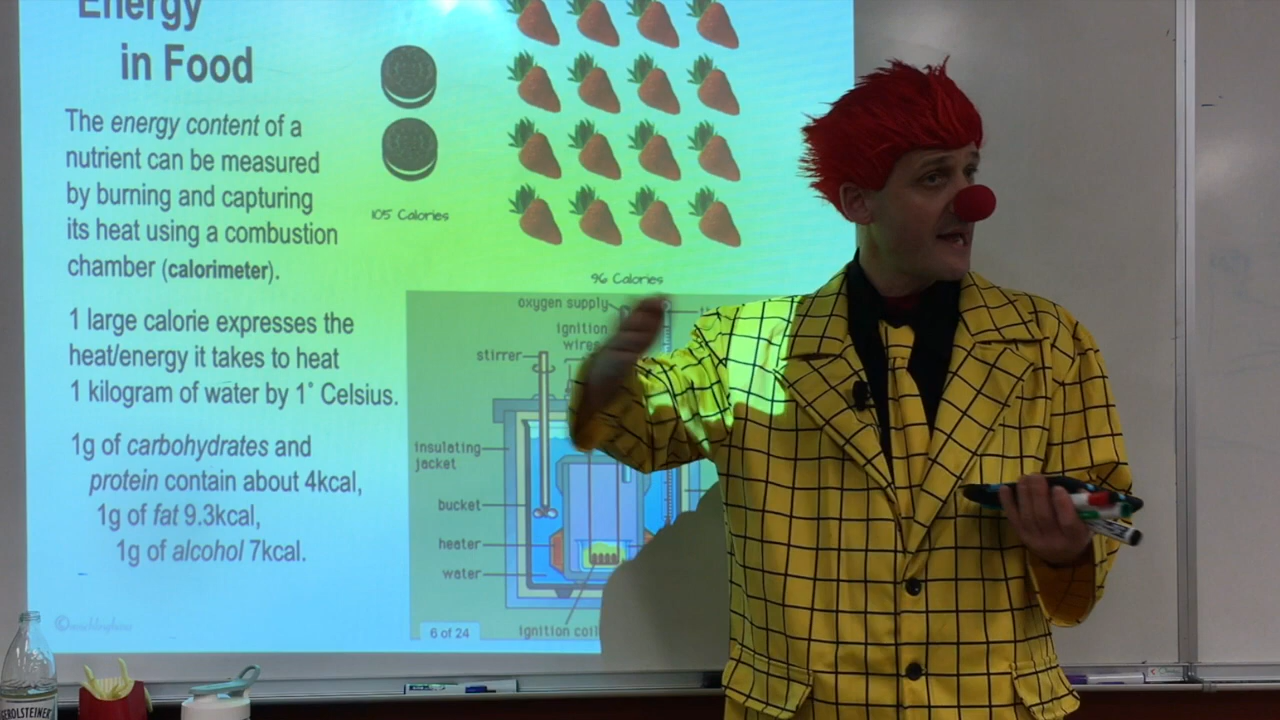 Energy
in Food
The energy content of a
nutrient can be measured
by burning and capturing
its heat using a combustion
chamber (calorimeter).
1 large calorie expresses the
heat/energy it takes to heat
1 kilogram of water by 1° Celsius.
1g of carbohydrates and
protein contain about 4kcal,
1g of fat 9.3kcal,
1g of alcohol 7kcal.
105 Calories
96 Calories
oxygen supply
ignition
wires
stirrer
insulating
jacket
bucket
heater
water
ignition coil
6 of 24
GEROLSTEINER